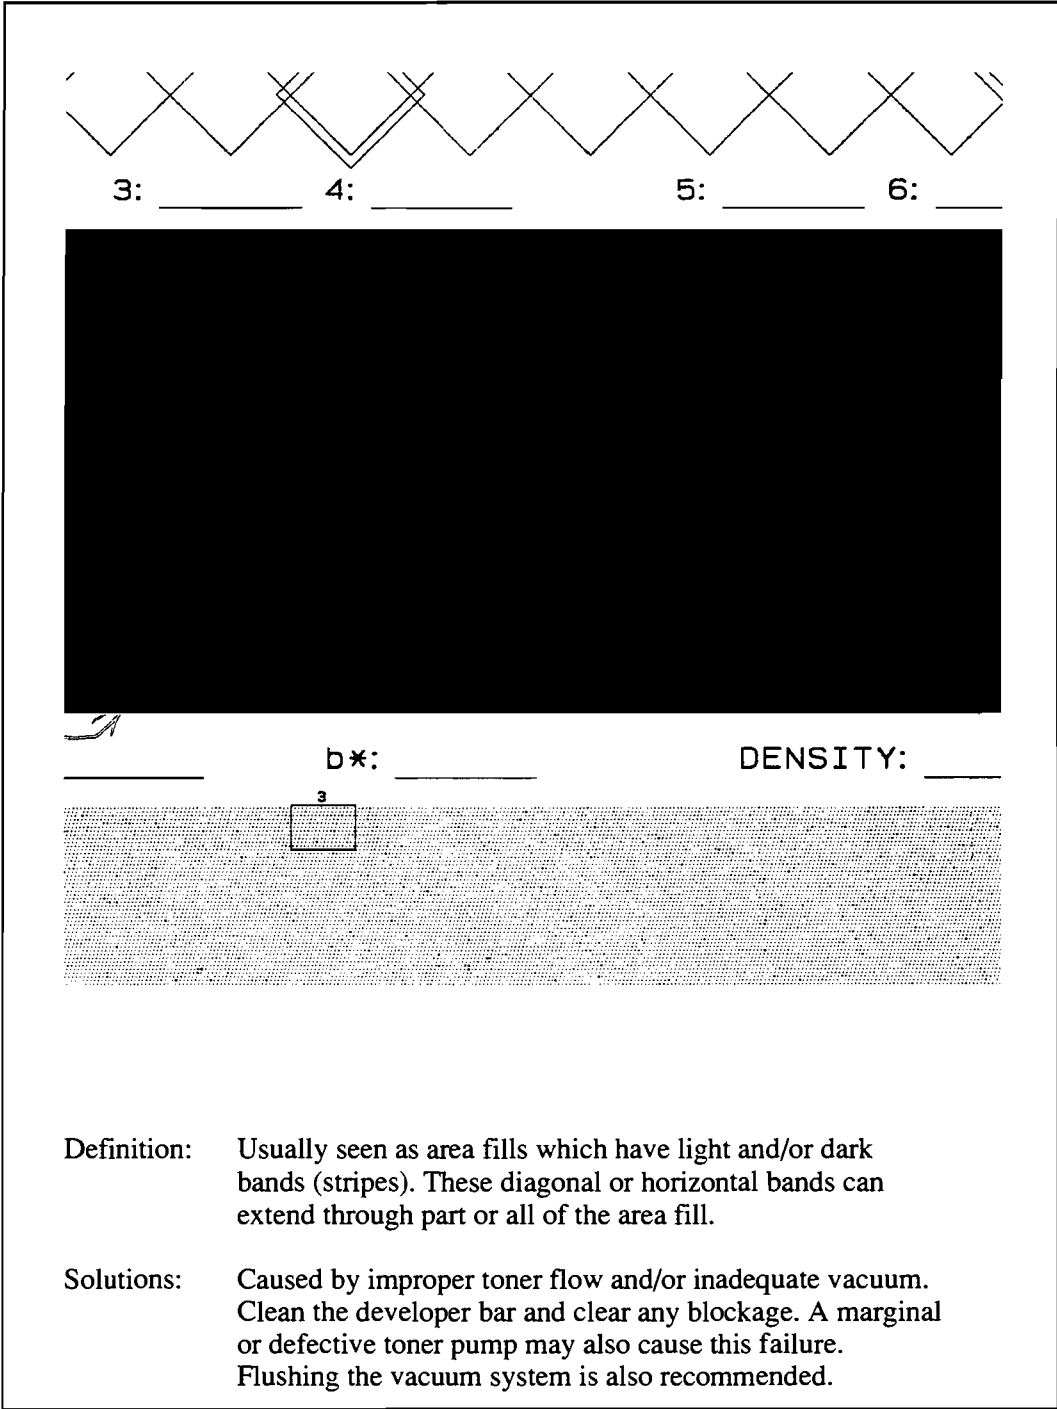 3: 4: 5: 6:
b*: DENSITY:
3
Definition: Usually seen as area fills which have light and/or dark
bands (stripes). These diagonal or horizontal bands can
extend through part or all of the area fill.
Solutions: Caused by improper toner flow and/or inadequate vacuum.
Clean the developer bar and clear any blockage. A marginal
or defective toner pump may also cause this failure.
Flushing the vacuum system is also recommended.